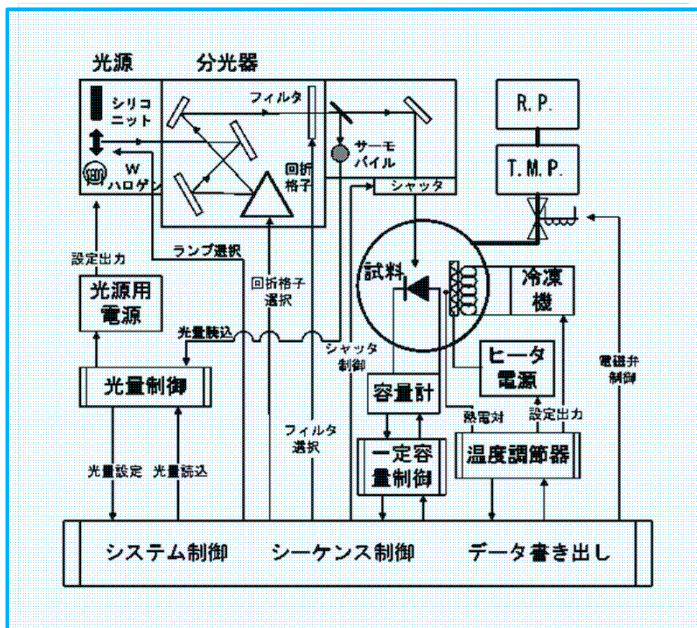 光源
分光器
シリコ
ニット
フィルタ
R.P.
サーモ
パイル
T.M.P.
W
ハロゲン
回折
格子
シャッタ
ランプ選択
設定出力
回折格子
選択
試料
冷凍
機
光源用
電源
光量読込
シャッタ
制御
ヒータ
電源
電磁弁
制御
光量制御
容量計
熱電対
設定出力
フィルタ
選択
一定容
量制御
温度調節器
光量設定
光量読込
システム制御
シーケンス制御
データ書き出し